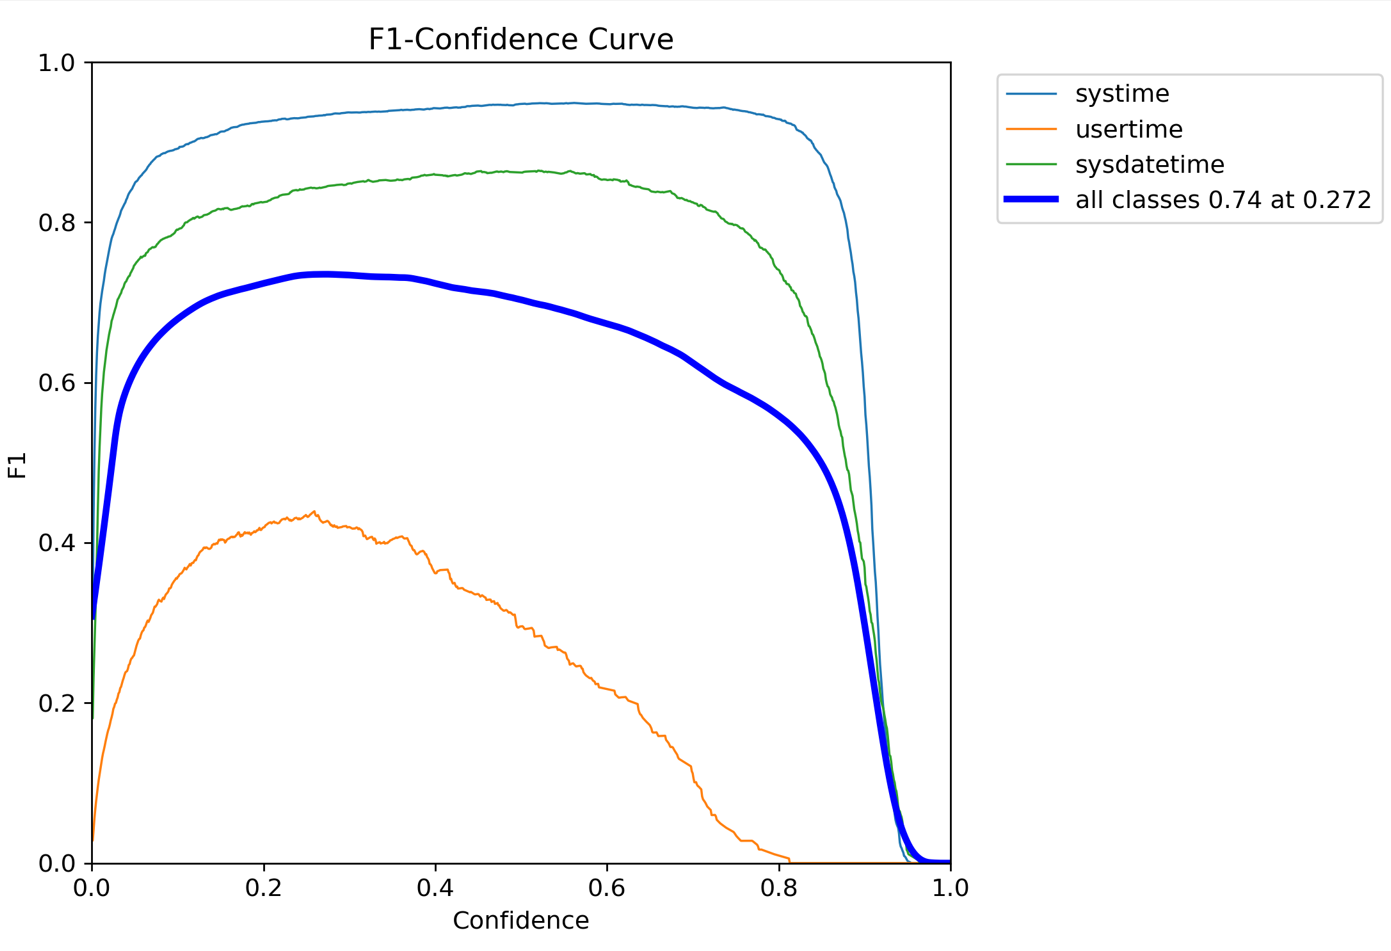 F1-Confidence Curve
1.0
0.8
0.6
0.4
0.2
0.0
F1
0.0 0.2 0.4 0.6 0.8 1.0
Confidence
systime
usertime
sysdatetime
all classes 0.74 at 0.272